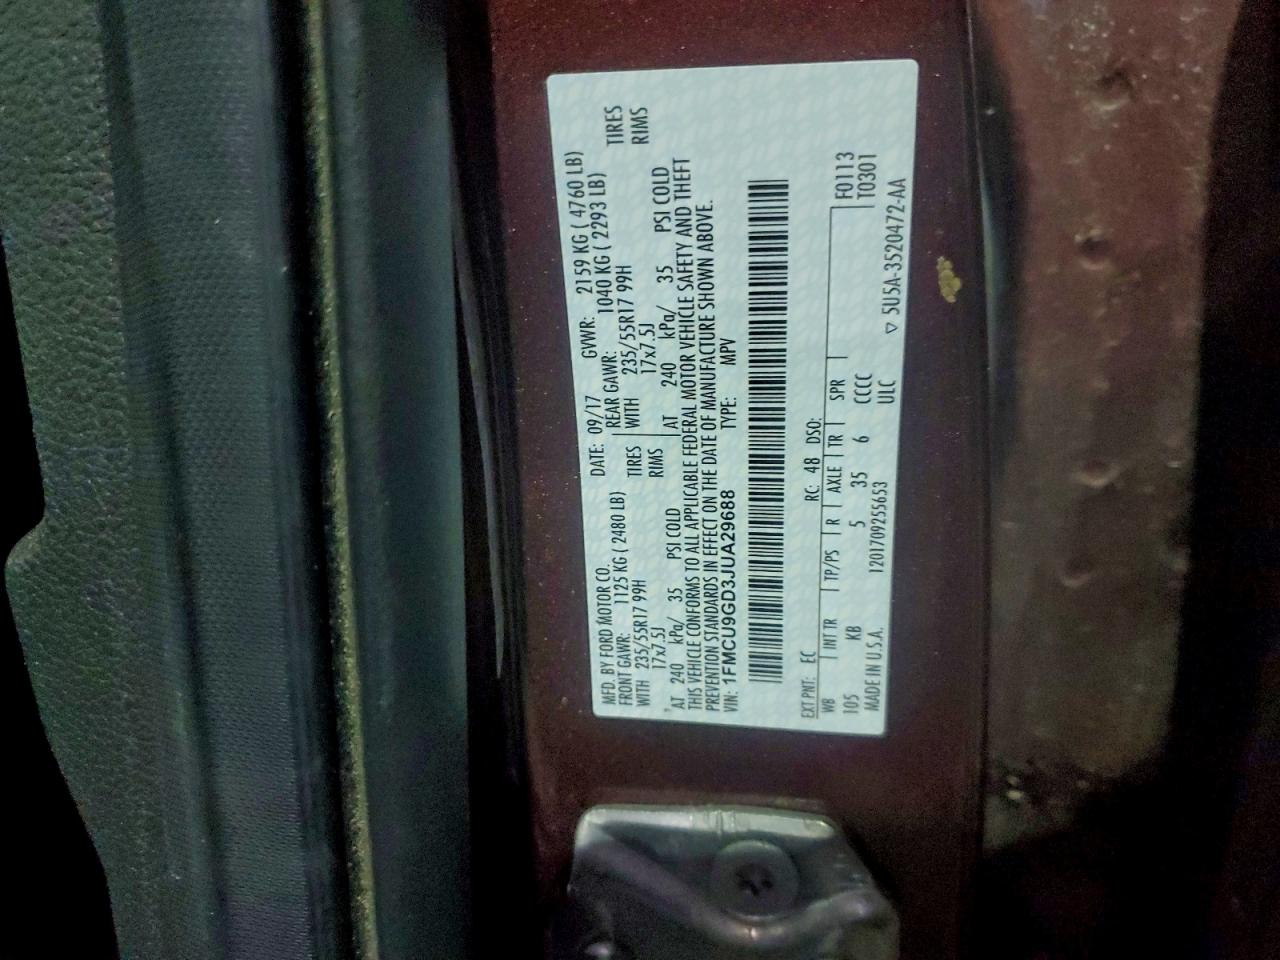 MFD. BY FORD MOTOR CO. DATE: 09/17 GVWR: 2159 KG ( 4760 LB)
FRONT GAWR: 1125 KG ( 2480 LB) REAR GAWR: 1040 KG ( 2293 LB)
WITH 235/55R17 99H TIRES WITH 235/55R17 99H TIRES
17x7.5J RIMS 17x7.5J RIMS
AT 240 kPa/ 35 PSI COLD AT 240 kPa/ 35 PSI COLD
THIS VEHICLE CONFORMS TO ALL APPLICABLE FEDERAL MOTOR VEHICLE SAFETY AND THEFT
PREVENTION STANDARDS IN EFFECT ON THE DATE OF MANUFACTURE SHOWN ABOVE.
VIN: 1FMCU9GD3JUA29688 TYPE: MPV
EXT PNT: EC RC: 48 DSO:
WB INT TR TP/PS R AXLE TR SPR F0113
105 KB 5 35 6 CCCC T0301
MADE IN U.S.A. 1201709255653 ULC
▽ 5U5A-3520472-AA